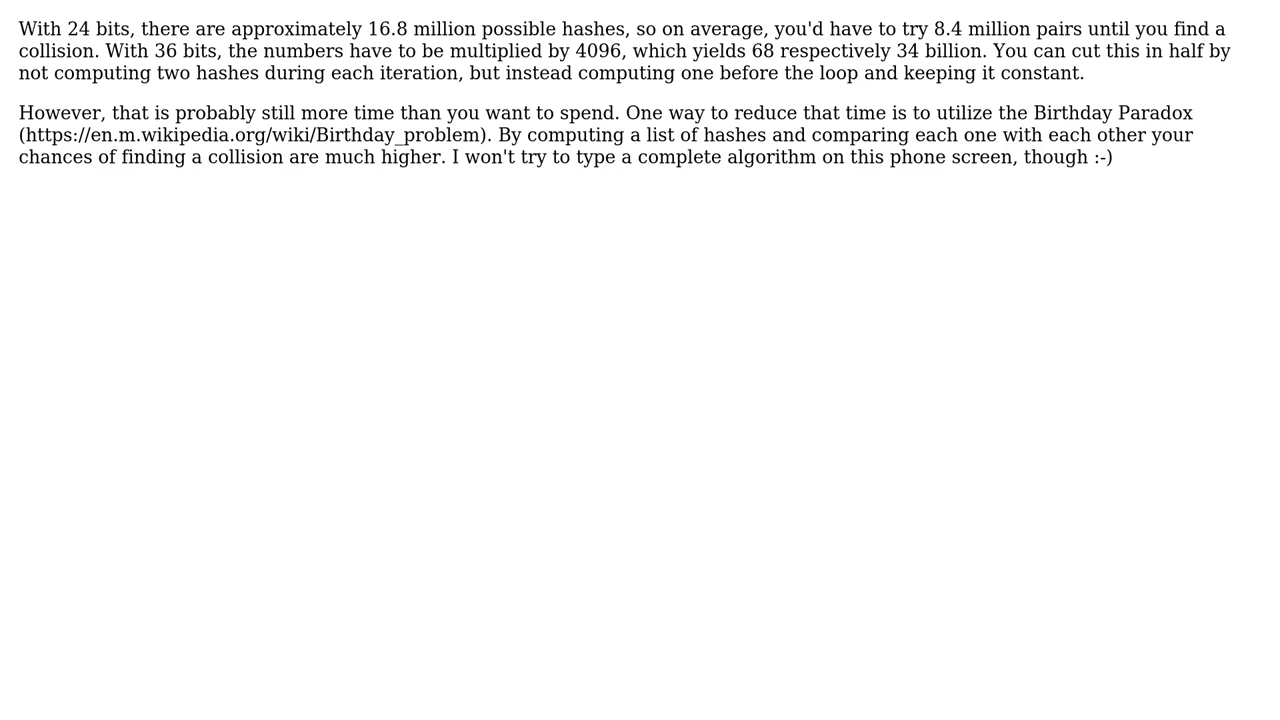 With 24 bits, there are approximately 16.8 million possible hashes, so on average, you'd have to try 8.4 million pairs until you find a
collision. With 36 bits, the numbers have to be multiplied by 4096, which yields 68 respectively 34 billion. You can cut this in half by
not computing two hashes during each iteration, but instead computing one before the loop and keeping it constant.
However, that is probably still more time than you want to spend. One way to reduce that time is to utilize the Birthday Paradox
(https://en.m.wikipedia.org/wiki/Birthday_problem). By computing a list of hashes and comparing each one with each other your
chances of finding a collision are much higher. I won't try to type a complete algorithm on this phone screen, though :-)